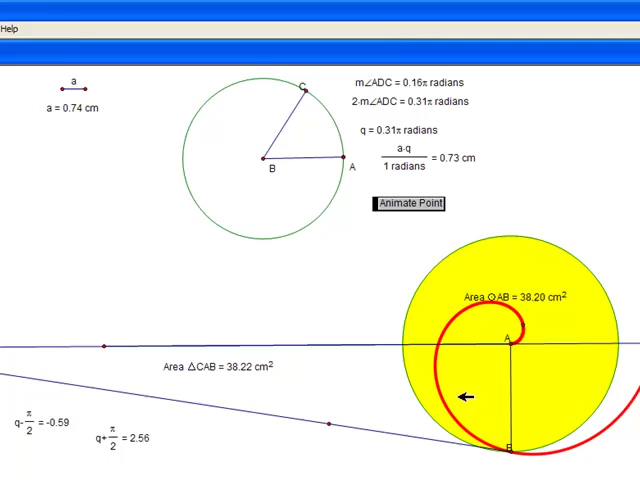 Help
a
a = 0.74 cm
C
B
A
m∠ADC = 0.16π radians
2·m∠ADC = 0.31π radians
q = 0.31π radians
a·q
1 radians
= 0.73 cm
Animate Point
Area ⊙AB = 38.20 cm²
A
Area △CAB = 38.22 cm²
q- π/2 = -0.59
q+ π/2 = 2.56
B